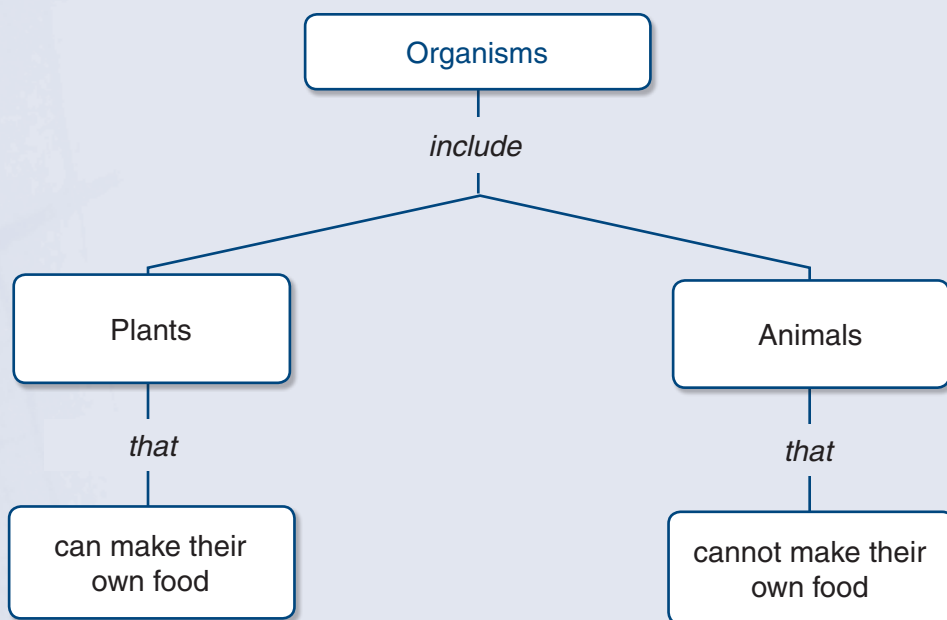 Organisms
include
Plants
Animals
that
that
can make their
own food
cannot make their
own food